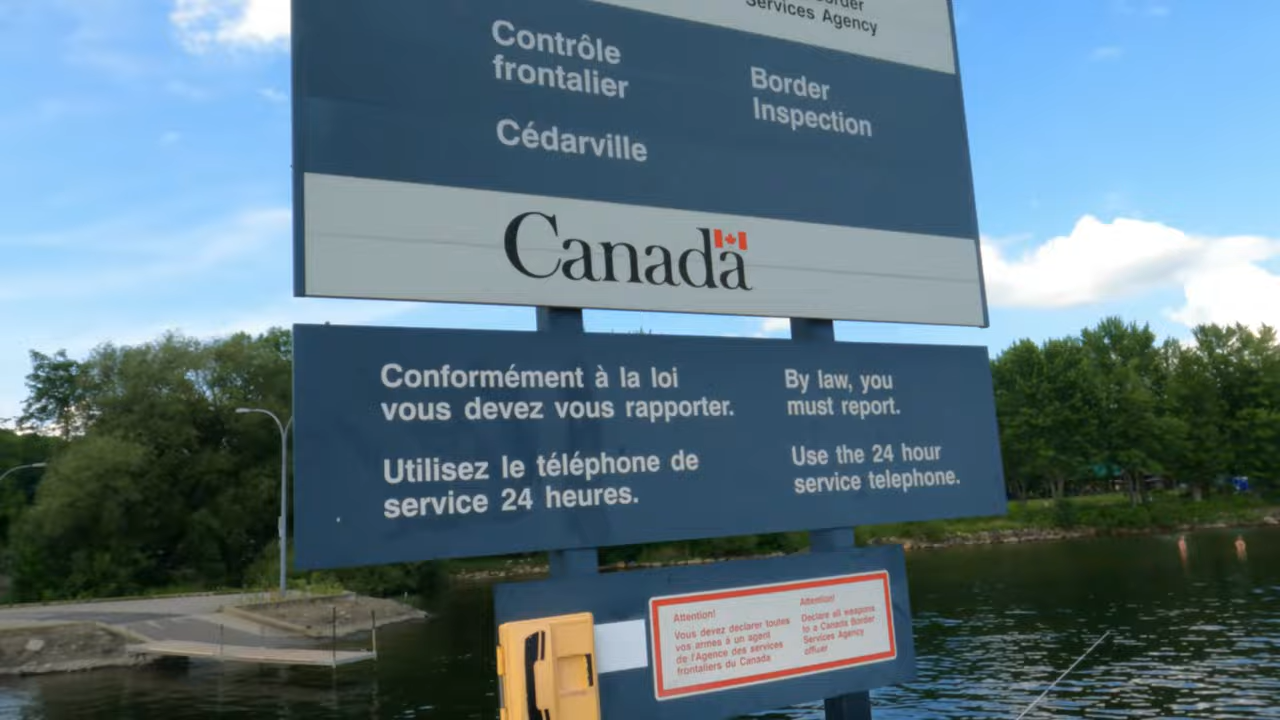 Border
Services Agency
Contrôle
frontalier
Cédarville
Border
Inspection
Canada
Conformément à la loi
vous devez vous rapporter.
Utilisez le téléphone de
service 24 heures.
By law, you
must report.
Use the 24 hour
service telephone.
Attention!
Vous devez declarer toutes
vos armes à un agent
de l'Agence des services
frontaliers du Canada
Attention!
Declare all weapons
to a Canada Border
Services Agency
officer